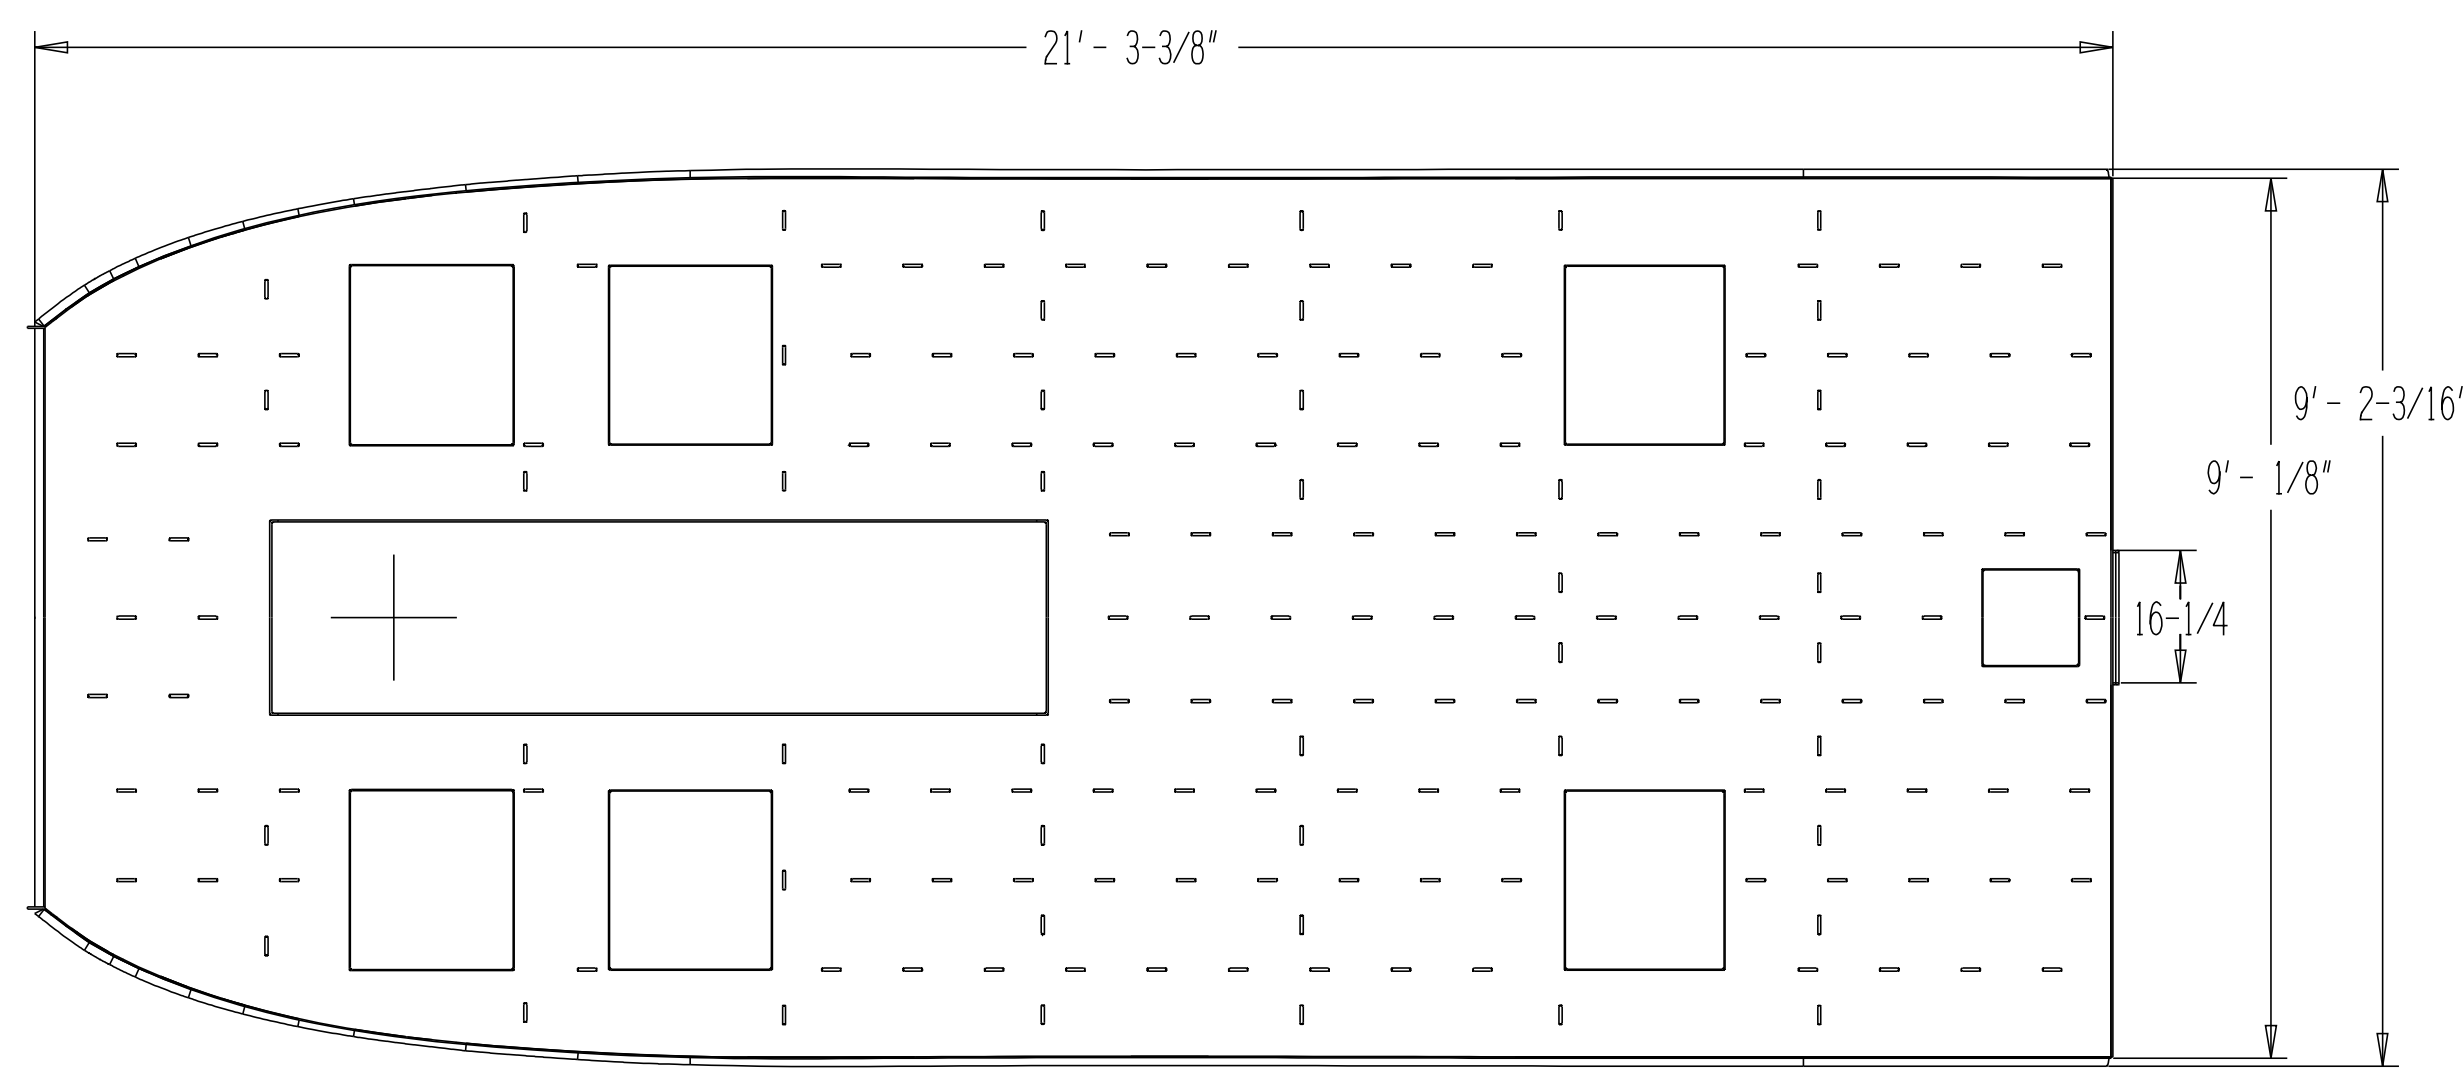 21' - 3-3/8"
9' - 2-3/16"
9' - 1/8"
16-1/4